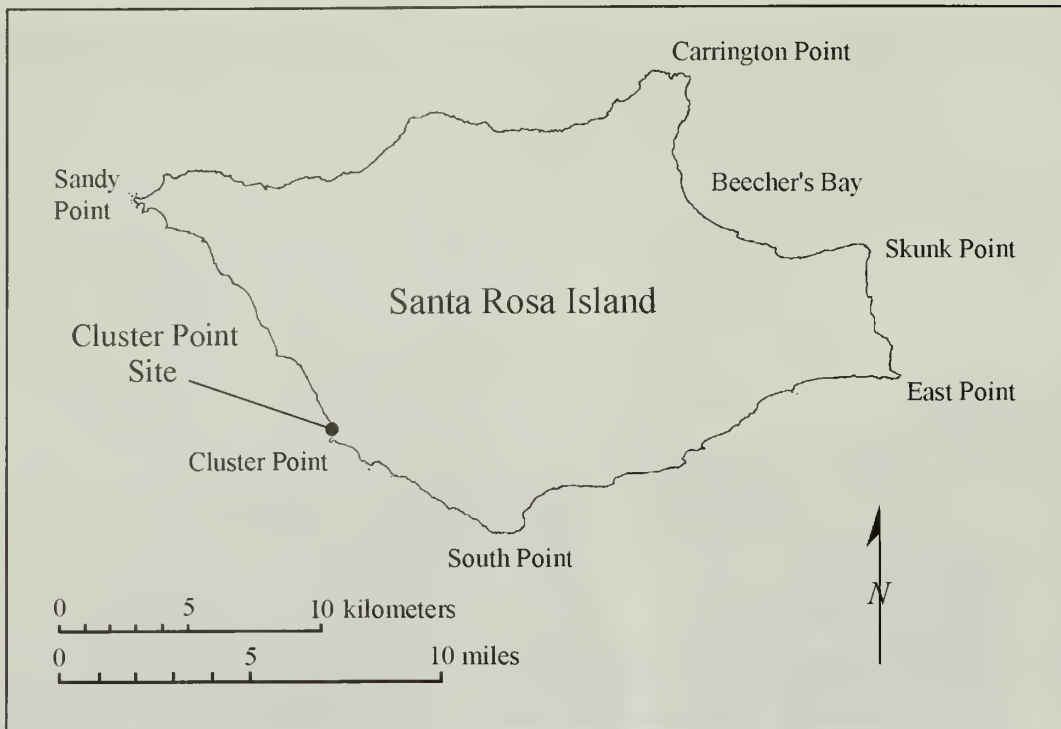 Carrington Point
Sandy
Point
Beecher's Bay
Skunk Point
Santa Rosa Island
Cluster Point
Site
East Point
Cluster Point
South Point
N
0 5 10 kilometers
0 5 10 miles